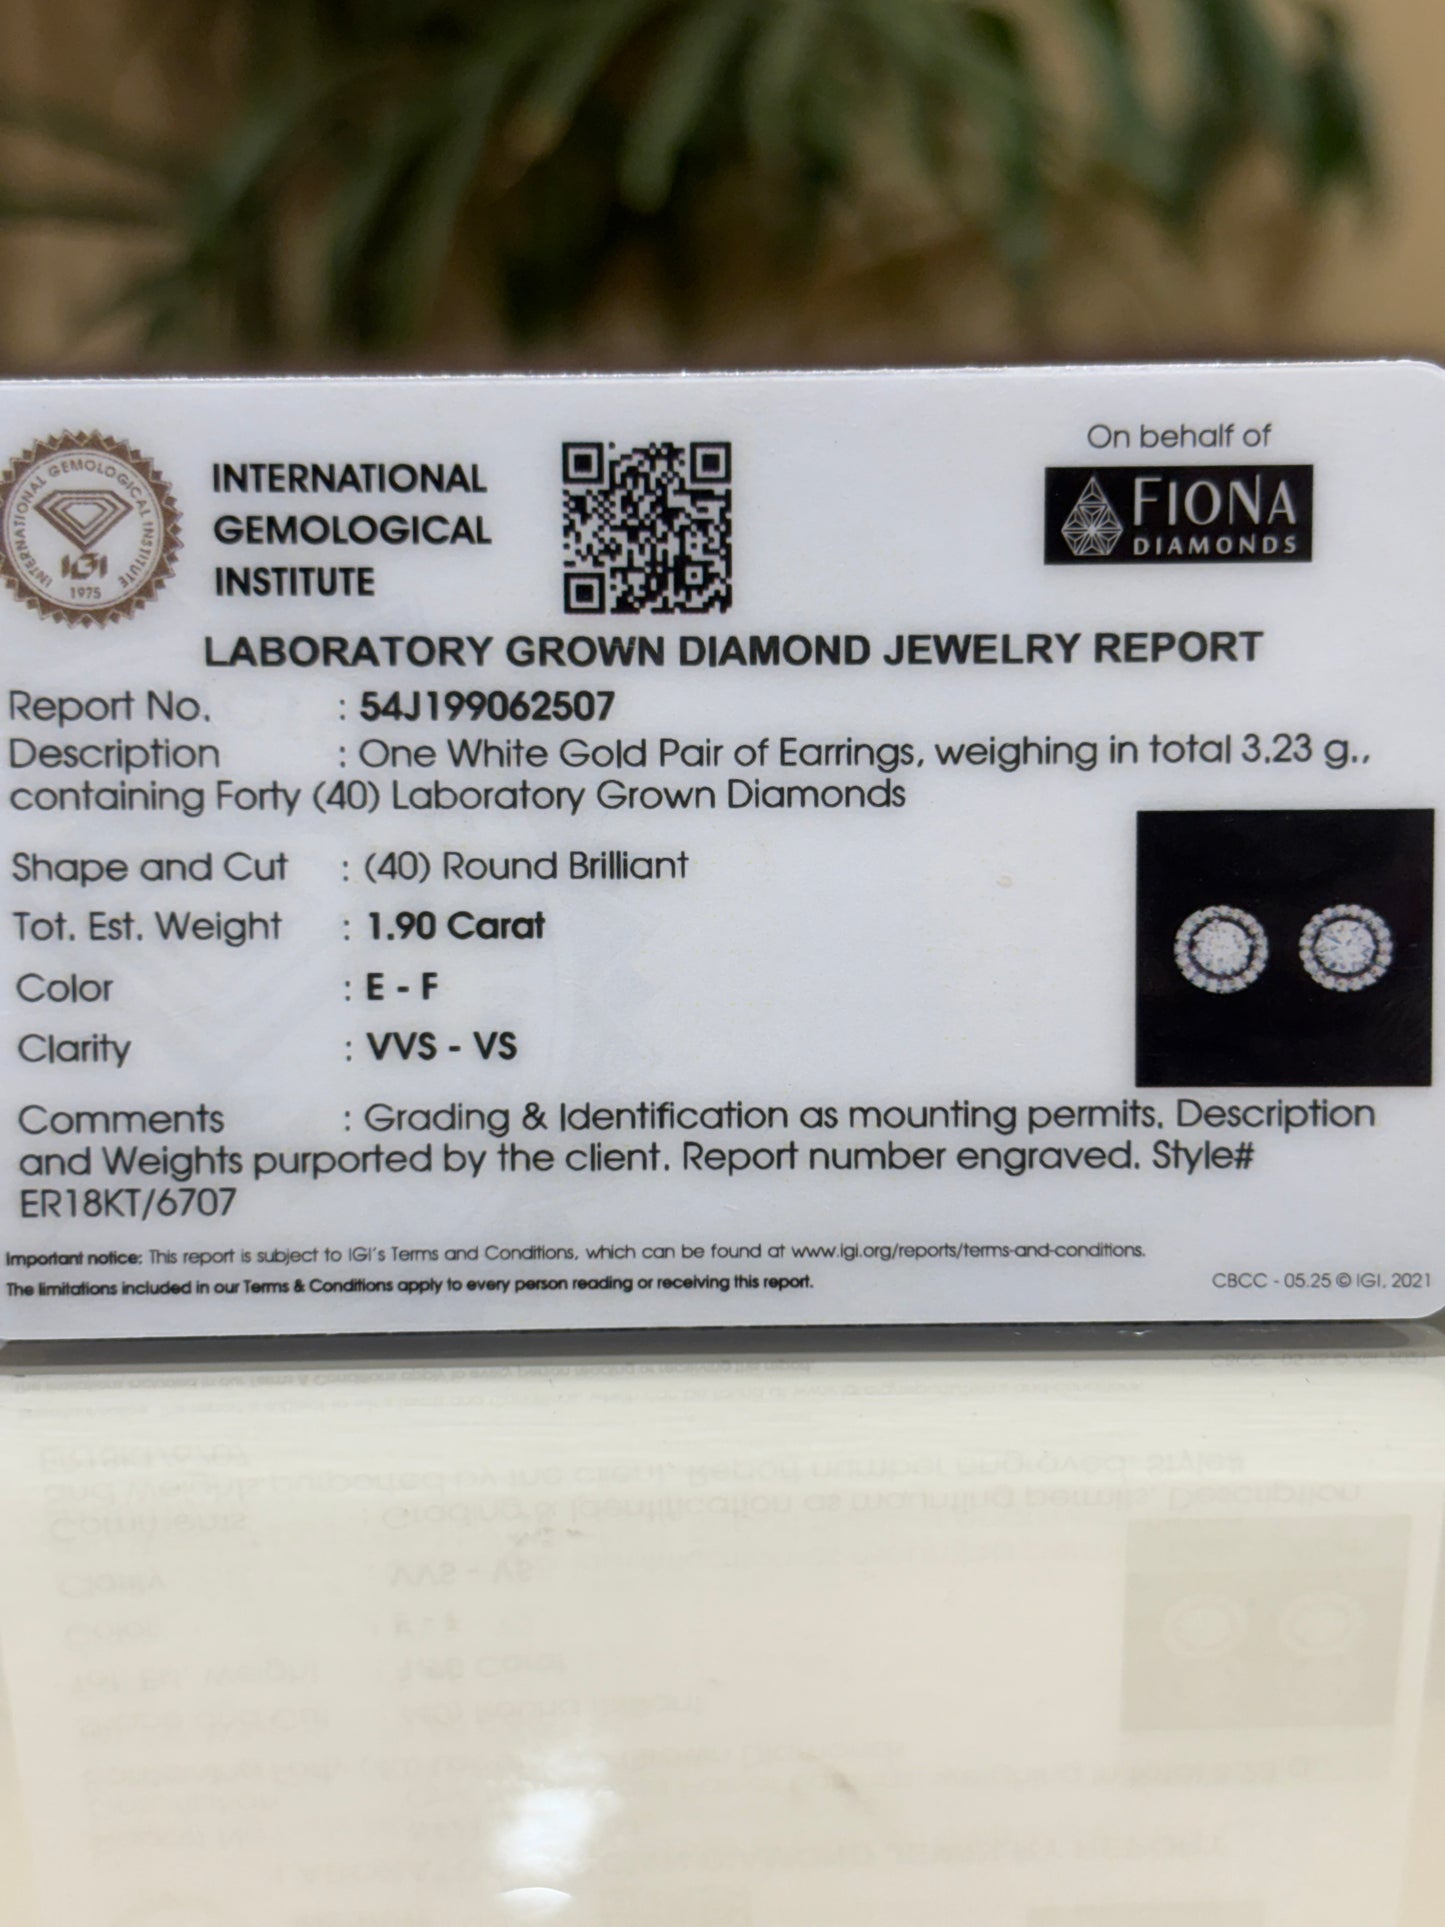 INTERNATIONAL GEMOLOGICAL INSTITUTE
IGI
1975
INTERNATIONAL
GEMOLOGICAL
INSTITUTE
On behalf of
FIONA
DIAMONDS
LABORATORY GROWN DIAMOND JEWELRY REPORT
Report No. : 54J199062507
Description : One White Gold Pair of Earrings, weighing in total 3.23 g.,
containing Forty (40) Laboratory Grown Diamonds
Shape and Cut : (40) Round Brilliant
Tot. Est. Weight : 1.90 Carat
Color : E - F
Clarity : VVS - VS
Comments : Grading & Identification as mounting permits. Description
and Weights purported by the client. Report number engraved. Style#
ER18KT/6707
Important notice: This report is subject to IGI's Terms and Conditions, which can be found at www.igi.org/reports/terms-and-conditions.
The limitations included in our Terms & Conditions apply to every person reading or receiving this report.
CBCC - 05.25 © IGI, 2021